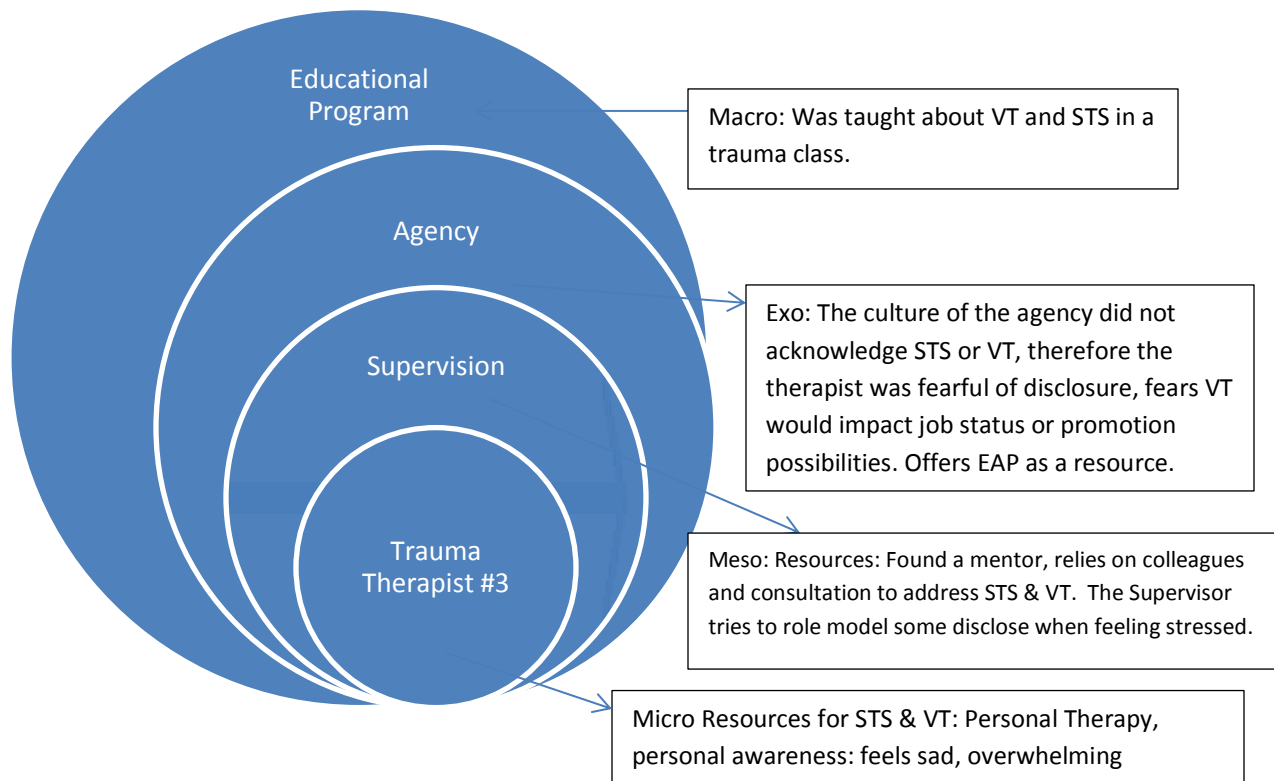 Educational
Program
Macro: Was taught about VT and STS in a
trauma class.
Agency
Exo: The culture of the agency did not
acknowledge STS or VT, therefore the
therapist was fearful of disclosure, fears VT
would impact job status or promotion
possibilities. Offers EAP as a resource.
Supervision
Meso: Resources: Found a mentor, relies on colleagues
and consultation to address STS & VT. The Supervisor
tries to role model some disclose when feeling stressed.
Trauma
Therapist #3
Micro Resources for STS & VT: Personal Therapy,
personal awareness: feels sad, overwhelming